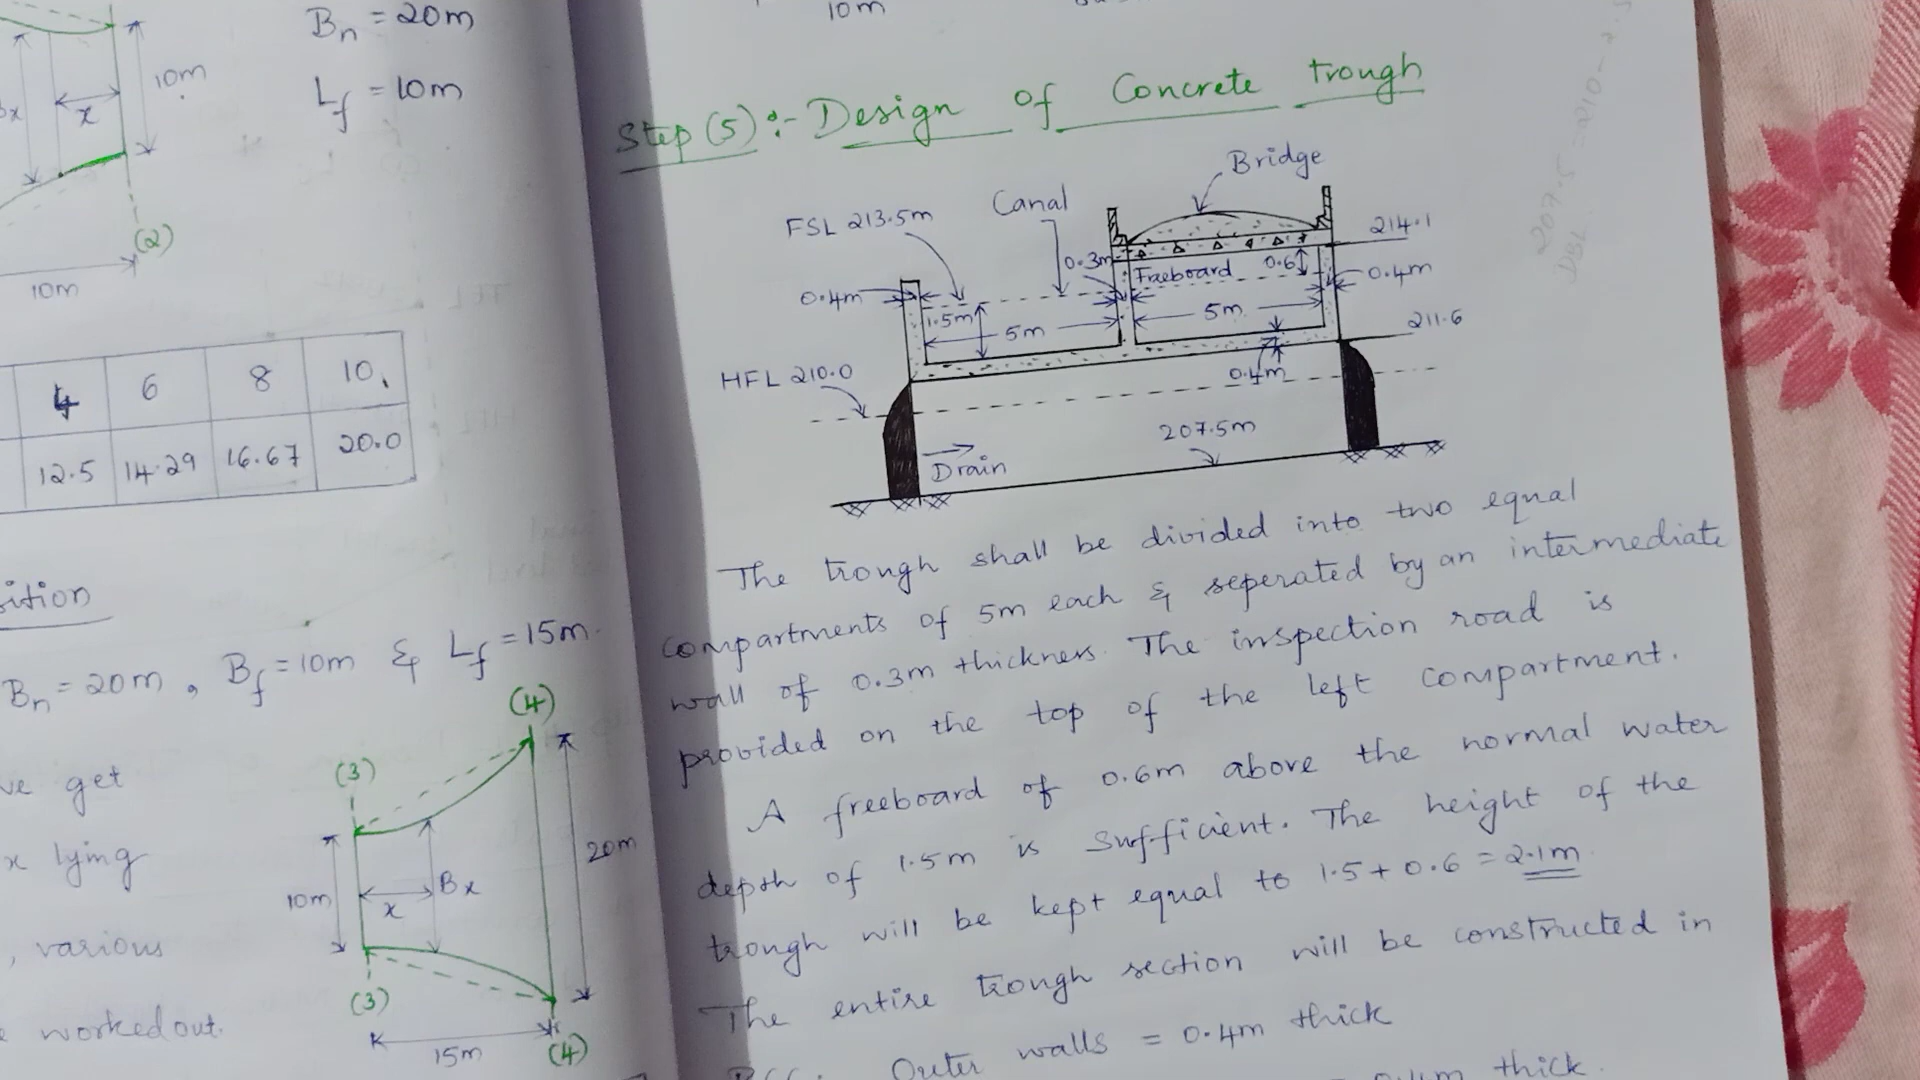 Bn = 20m
Lf = 10m
10m
x
(2)
10m
4 6 8 10
12.5 14.29 16.67 20.0
sition
Bn = 20m, Bf = 10m & Lf = 15m.
ve get
x lying
, various
e worked out.
(4)
(3)
20m
10m
Bx
x
(3)
15m
(4)
10m
Step (5) :- Design of Concrete trough
Bridge
Canal
FSL 213.5m
214.1
0.3m
Freeboard
0.6
0.4m
0.4m
1.5m
5m
5m
211.6
HFL 210.0
0.4m
207.5m
Drain
The trough shall be divided into two equal
compartments of 5m each & seperated by an intermediate
wall of 0.3m thickness. The inspection road is
provided on the top of the left compartment.
A freeboard of 0.6m above the normal water
depth of 1.5m is sufficient. The height of the
trough will be kept equal to 1.5 + 0.6 = 2.1m
The entire trough section will be constructed in
Outer walls = 0.4m thick
thick.